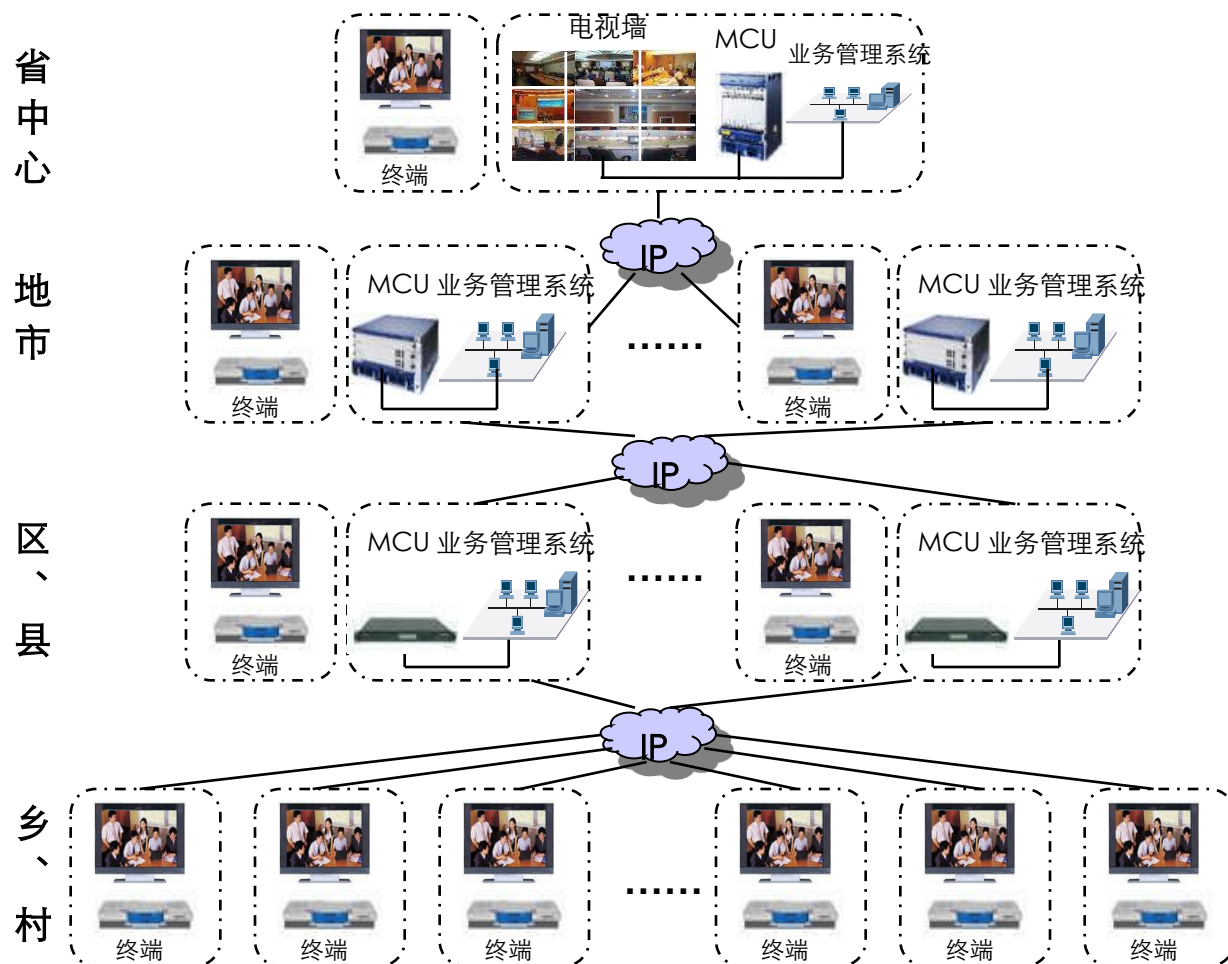 省中心
电视墙
MCU
业务管理系统
终端
IP
地市
MCU 业务管理系统
MCU 业务管理系统
......
终端
终端
IP
区、县
MCU 业务管理系统
MCU 业务管理系统
......
终端
终端
IP
乡、村
......
终端
终端
终端
终端
终端
终端